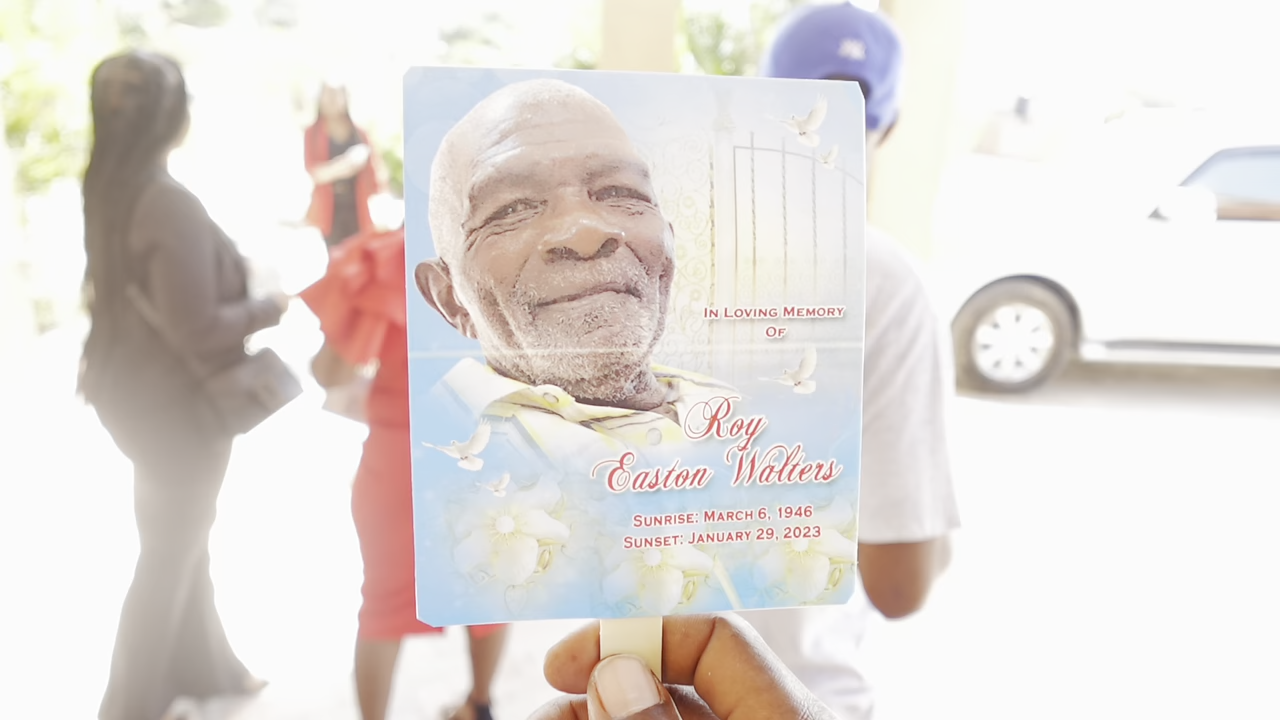 In Loving Memory
Of
Roy
Easton Walters
Sunrise: March 6, 1946
Sunset: January 29, 2023